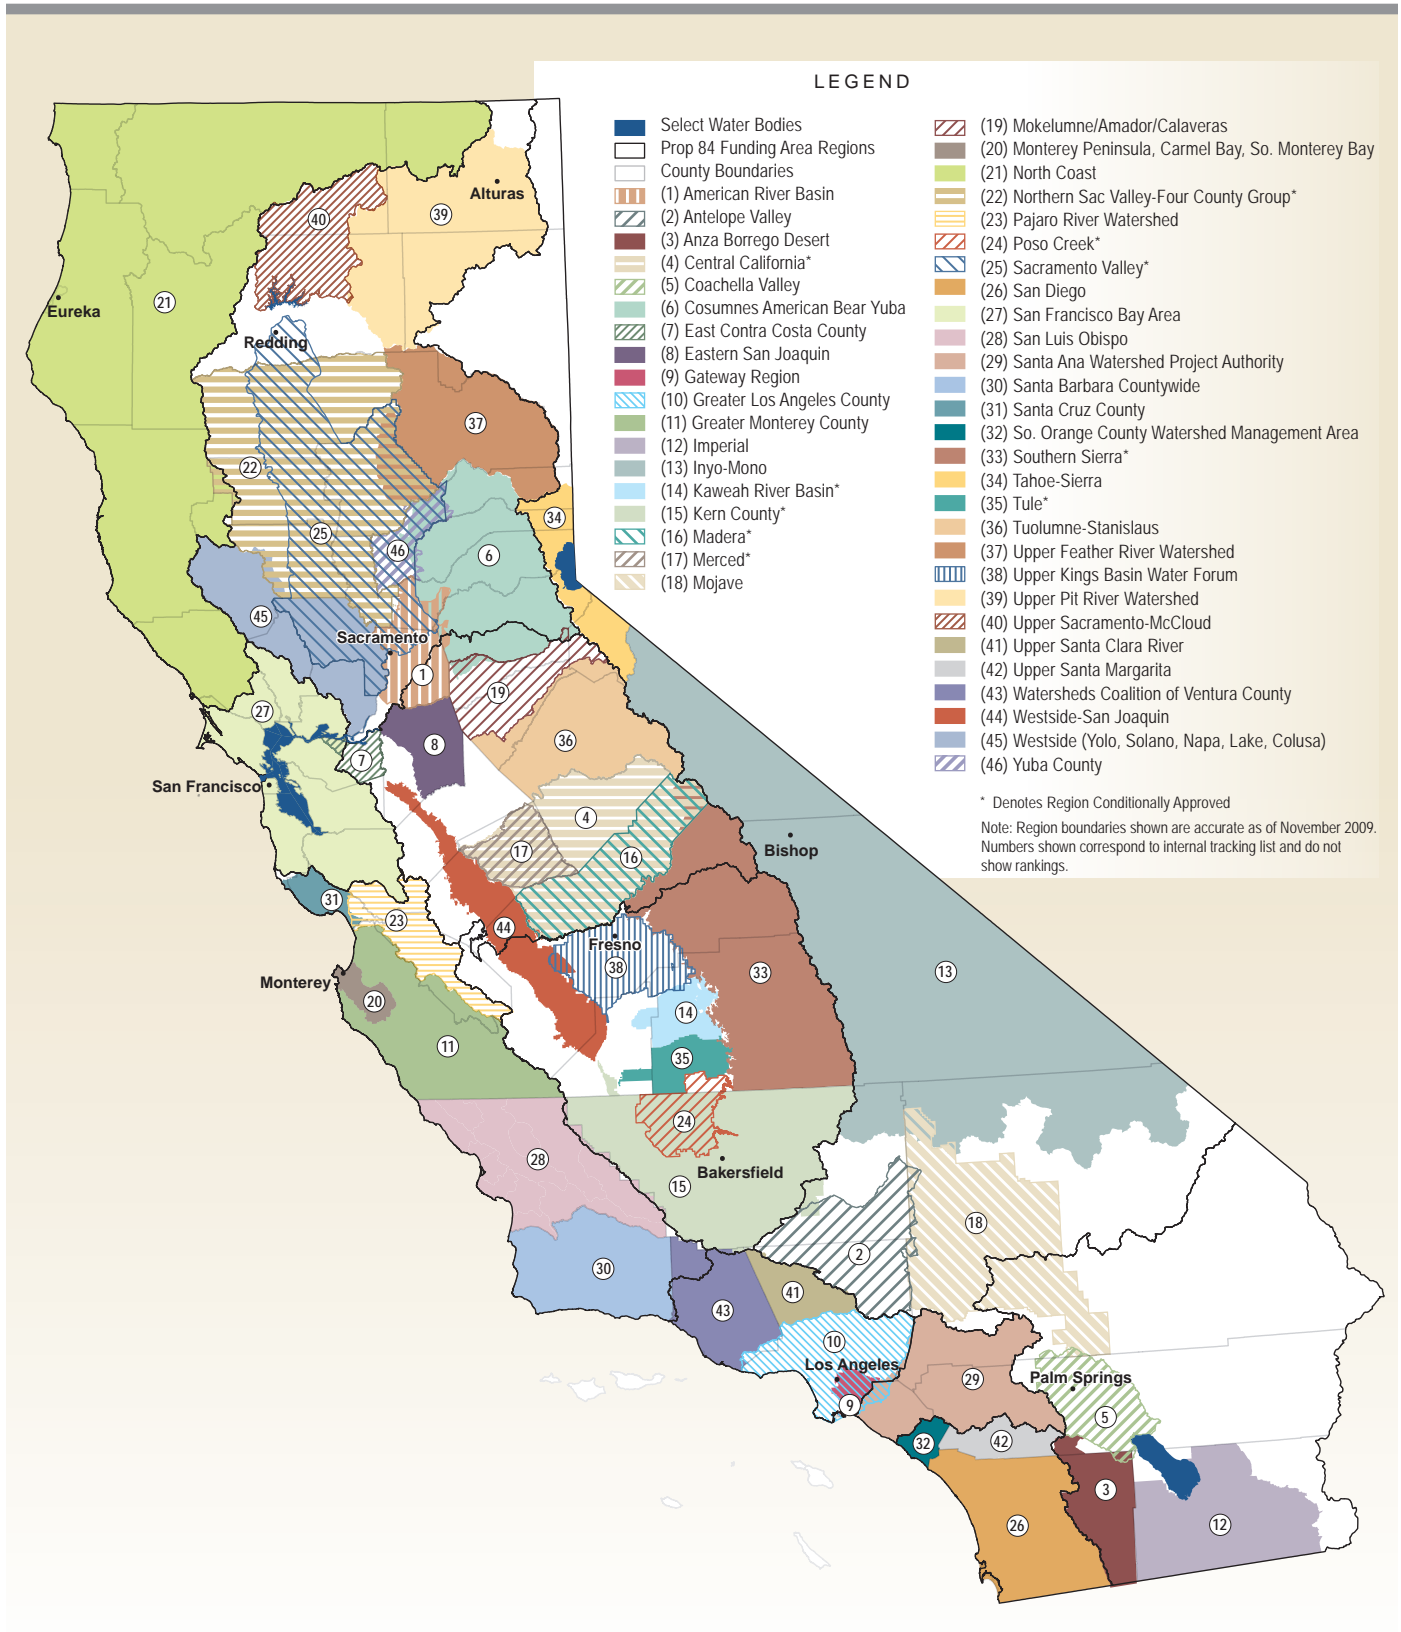 LEGEND
Select Water Bodies
Prop 84 Funding Area Regions
County Boundaries
(1) American River Basin
(2) Antelope Valley
(3) Anza Borrego Desert
(4) Central California*
(5) Coachella Valley
(6) Cosumnes American Bear Yuba
(7) East Contra Costa County
(8) Eastern San Joaquin
(9) Gateway Region
(10) Greater Los Angeles County
(11) Greater Monterey County
(12) Imperial
(13) Inyo-Mono
(14) Kaweah River Basin*
(15) Kern County*
(16) Madera*
(17) Merced*
(18) Mojave
(19) Mokelumne/Amador/Calaveras
(20) Monterey Peninsula, Carmel Bay, So. Monterey Bay
(21) North Coast
(22) Northern Sac Valley-Four County Group*
(23) Pajaro River Watershed
(24) Poso Creek*
(25) Sacramento Valley*
(26) San Diego
(27) San Francisco Bay Area
(28) San Luis Obispo
(29) Santa Ana Watershed Project Authority
(30) Santa Barbara Countywide
(31) Santa Cruz County
(32) So. Orange County Watershed Management Area
(33) Southern Sierra*
(34) Tahoe-Sierra
(35) Tule*
(36) Tuolumne-Stanislaus
(37) Upper Feather River Watershed
(38) Upper Kings Basin Water Forum
(39) Upper Pit River Watershed
(40) Upper Sacramento-McCloud
(41) Upper Santa Clara River
(42) Upper Santa Margarita
(43) Watersheds Coalition of Ventura County
(44) Westside-San Joaquin
(45) Westside (Yolo, Solano, Napa, Lake, Colusa)
(46) Yuba County
* Denotes Region Conditionally Approved
Note: Region boundaries shown are accurate as of November 2009.
Numbers shown correspond to internal tracking list and do not
show rankings.
Alturas
40
39
21
Eureka
Redding
37
22
34
25
46
6
45
Sacramento
1
19
27
36
8
7
San Francisco
4
Bishop
17
16
31
23
44
Fresno
38
33
13
Monterey
20
14
11
35
24
28
Bakersfield
15
18
2
30
41
43
10
Los Angeles
29
Palm Springs
9
5
32
42
3
26
12